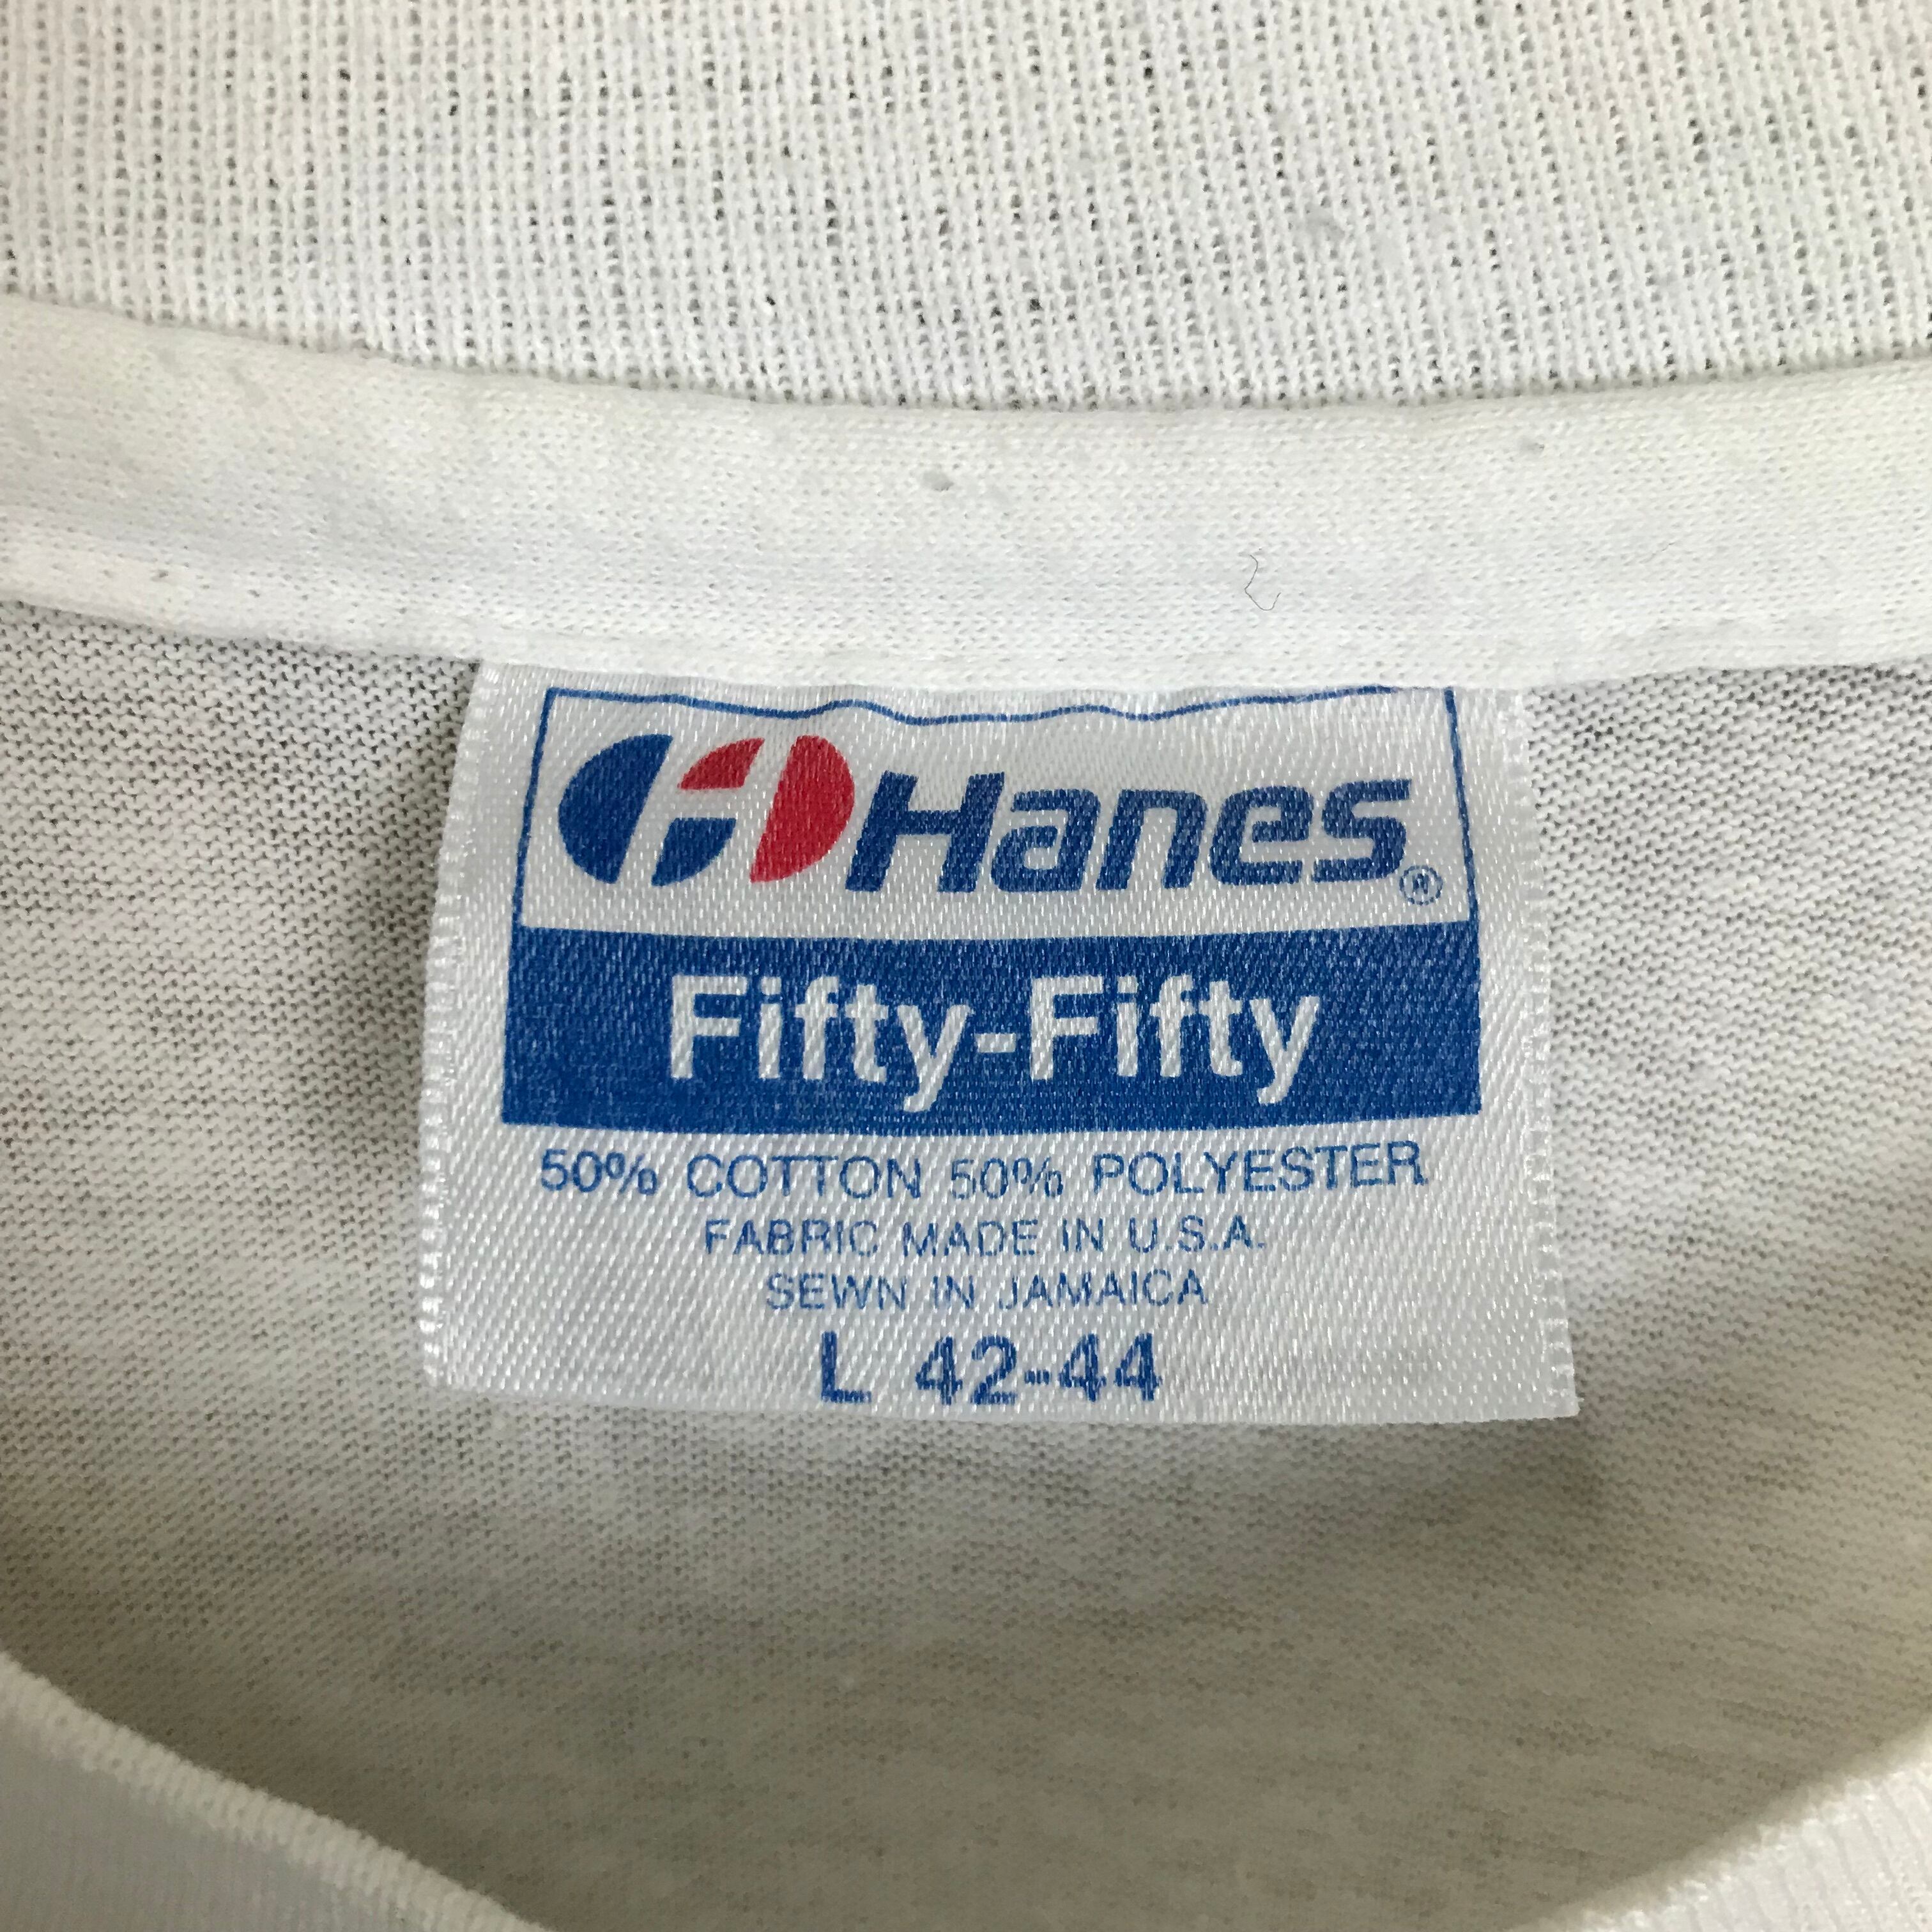 Hanes®
Fifty-Fifty
50% COTTON 50% POLYESTER
FABRIC MADE IN U.S.A.
SEWN IN JAMAICA
L 42-44